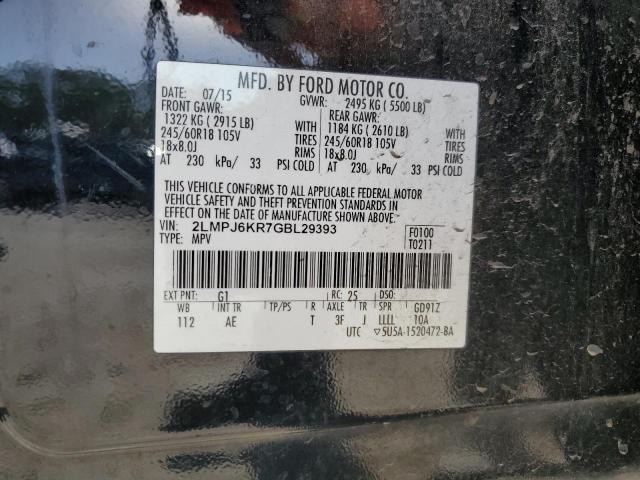 MFD. BY FORD MOTOR CO.
DATE: 07/15 GVWR: 2495 KG ( 5500 LB)
FRONT GAWR: REAR GAWR:
1322 KG ( 2915 LB) WITH 1184 KG ( 2610 LB) WITH
245/60R18 105V TIRES 245/60R18 105V TIRES
18x8.0J RIMS 18x8.0J RIMS
AT 230 kPa/ 33 PSI COLD AT 230 kPa/ 33 PSI COLD
THIS VEHICLE CONFORMS TO ALL APPLICABLE FEDERAL MOTOR
VEHICLE SAFETY AND THEFT PREVENTION STANDARDS IN
EFFECT ON THE DATE OF MANUFACTURE SHOWN ABOVE.
VIN: 2LMPJ6KR7GBL29393 F0100
TYPE: MPV T0211
EXT PNT: G1 RC: 25 DSO:
WB INT TR TP/PS R AXLE TR SPR GD91Z
112 AE T 3F J LLLL 10A
UTC ▽5U5A-1520472-BA